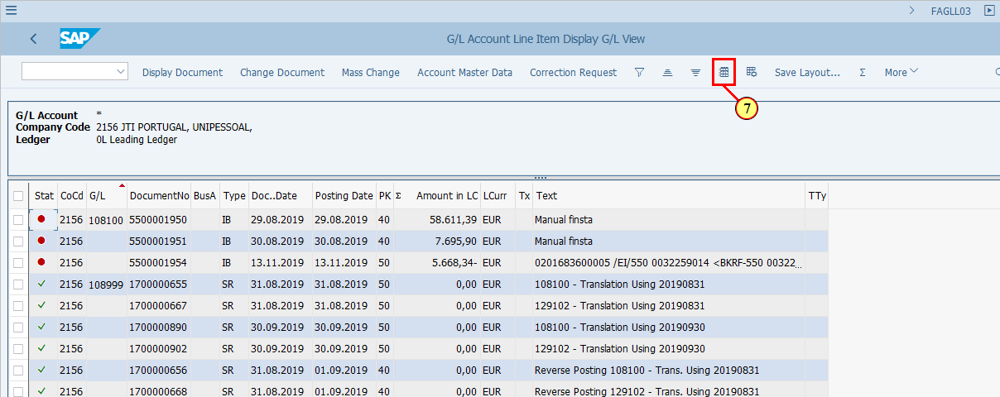 FAGLL03
SAP
G/L Account Line Item Display G/L View
Display Document Change Document Mass Change Account Master Data Correction Request Save Layout... Σ More
7
G/L Account *
Company Code 2156 JTI PORTUGAL, UNIPESSOAL,
Ledger 0L Leading Ledger
Stat CoCd G/L DocumentNo BusA Type Doc..Date Posting Date PK Σ Amount in LC LCurr Tx Text TTy
2156 108100 5500001950 IB 29.08.2019 29.08.2019 40 58.611,39 EUR Manual finsta
2156 5500001951 IB 30.08.2019 30.08.2019 40 7.695,90 EUR Manual finsta
2156 5500001954 IB 13.11.2019 13.11.2019 50 5.668,34- EUR 0201683600005 /EI/550 0032259014 <BKRF-550 00322...
2156 108999 1700000655 SR 31.08.2019 31.08.2019 50 0,00 EUR 108100 - Translation Using 20190831
2156 1700000667 SR 31.08.2019 31.08.2019 50 0,00 EUR 129102 - Translation Using 20190831
2156 1700000890 SR 30.09.2019 30.09.2019 50 0,00 EUR 108100 - Translation Using 20190930
2156 1700000902 SR 30.09.2019 30.09.2019 50 0,00 EUR 129102 - Translation Using 20190930
2156 1700000656 SR 31.08.2019 01.09.2019 40 0,00 EUR Reverse Posting 108100 - Trans. Using 20190831
2156 1700000668 SR 31.08.2019 01.09.2019 40 0,00 EUR Reverse Posting 129102 - Trans. Using 20190831